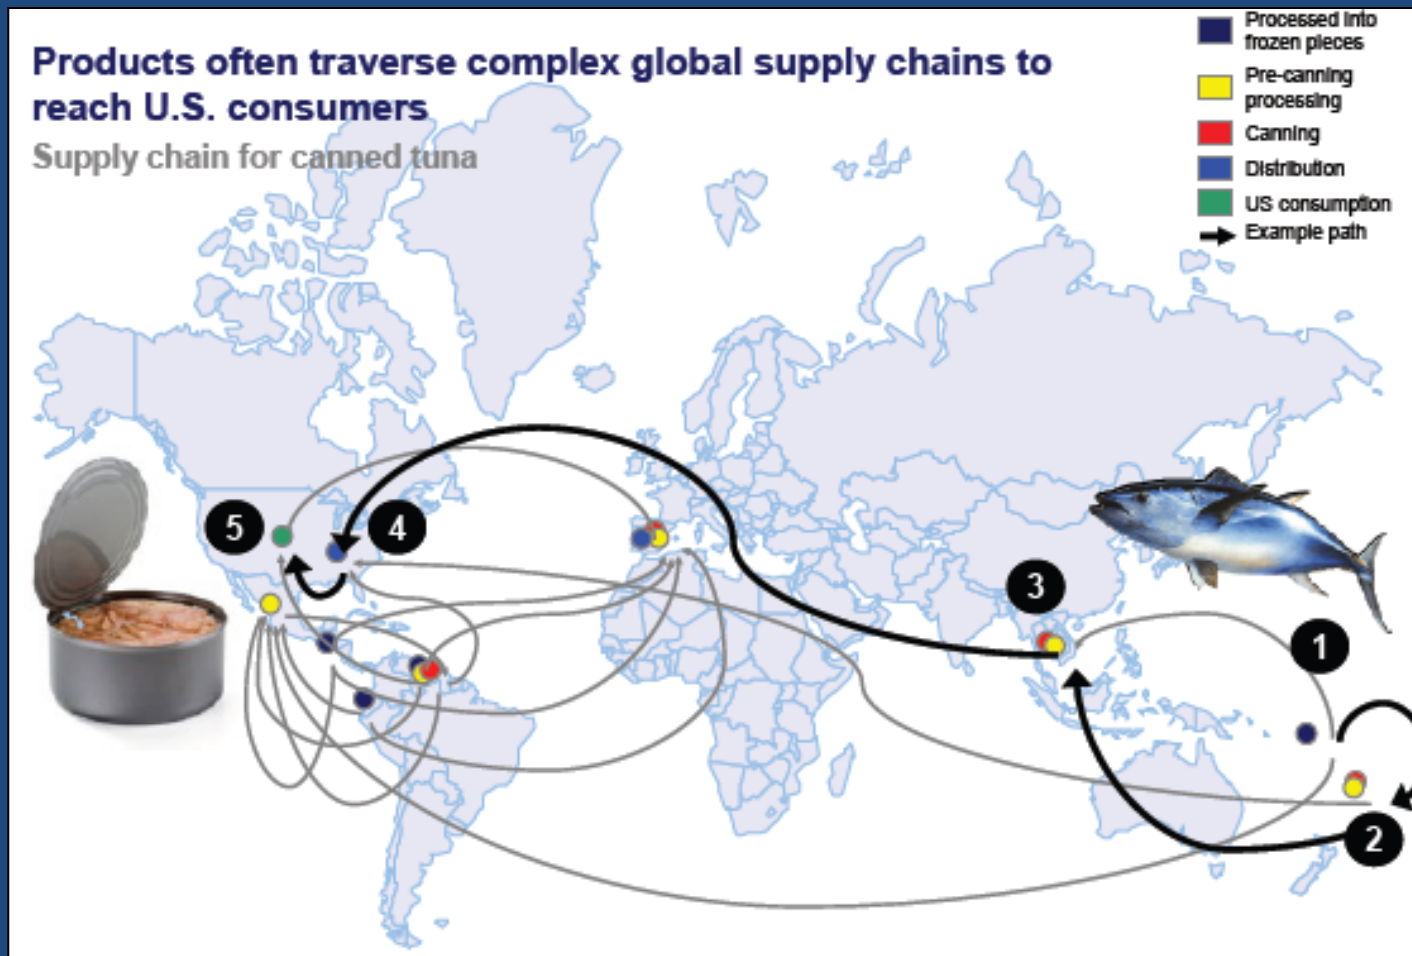 Products often traverse complex global supply chains to
reach U.S. consumers
Supply chain for canned tuna
Processed into
frozen pieces
Pre-canning
processing
Canning
Distribution
US consumption
Example path
5
4
3
1
2